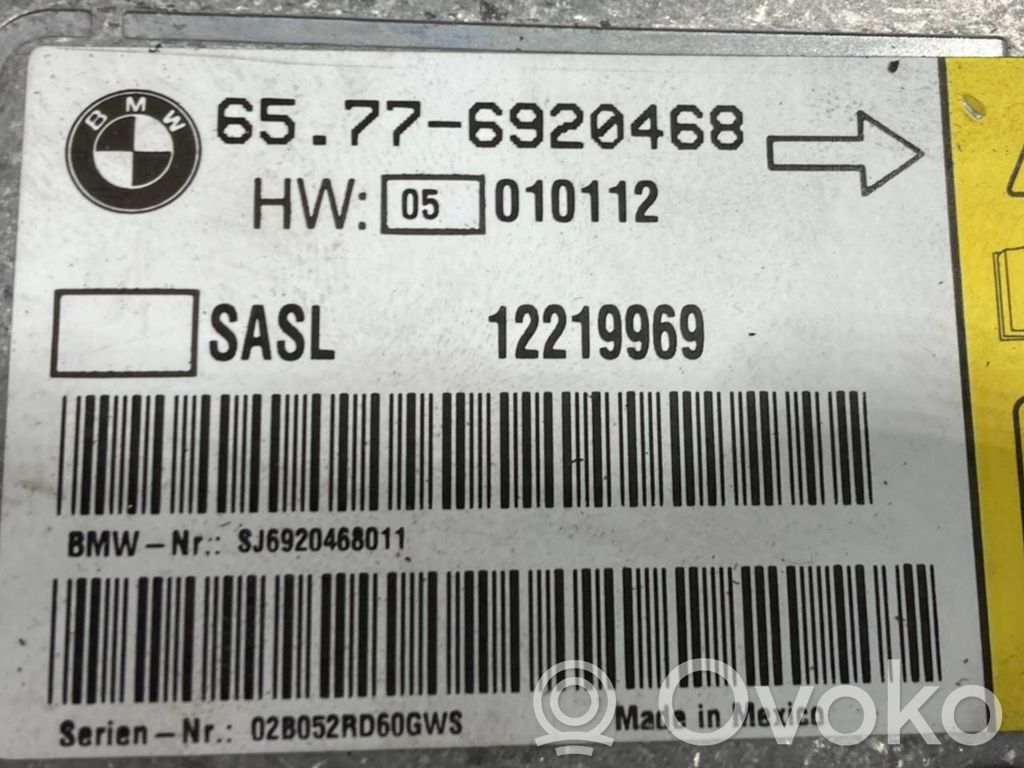 BMW
65.77-6920468
HW: 05 010112
SASL 12219969
BMW-Nr.: SJ6920468011
Serien-Nr.: 02B052RD60GWS Made in Mexico
Ovoko